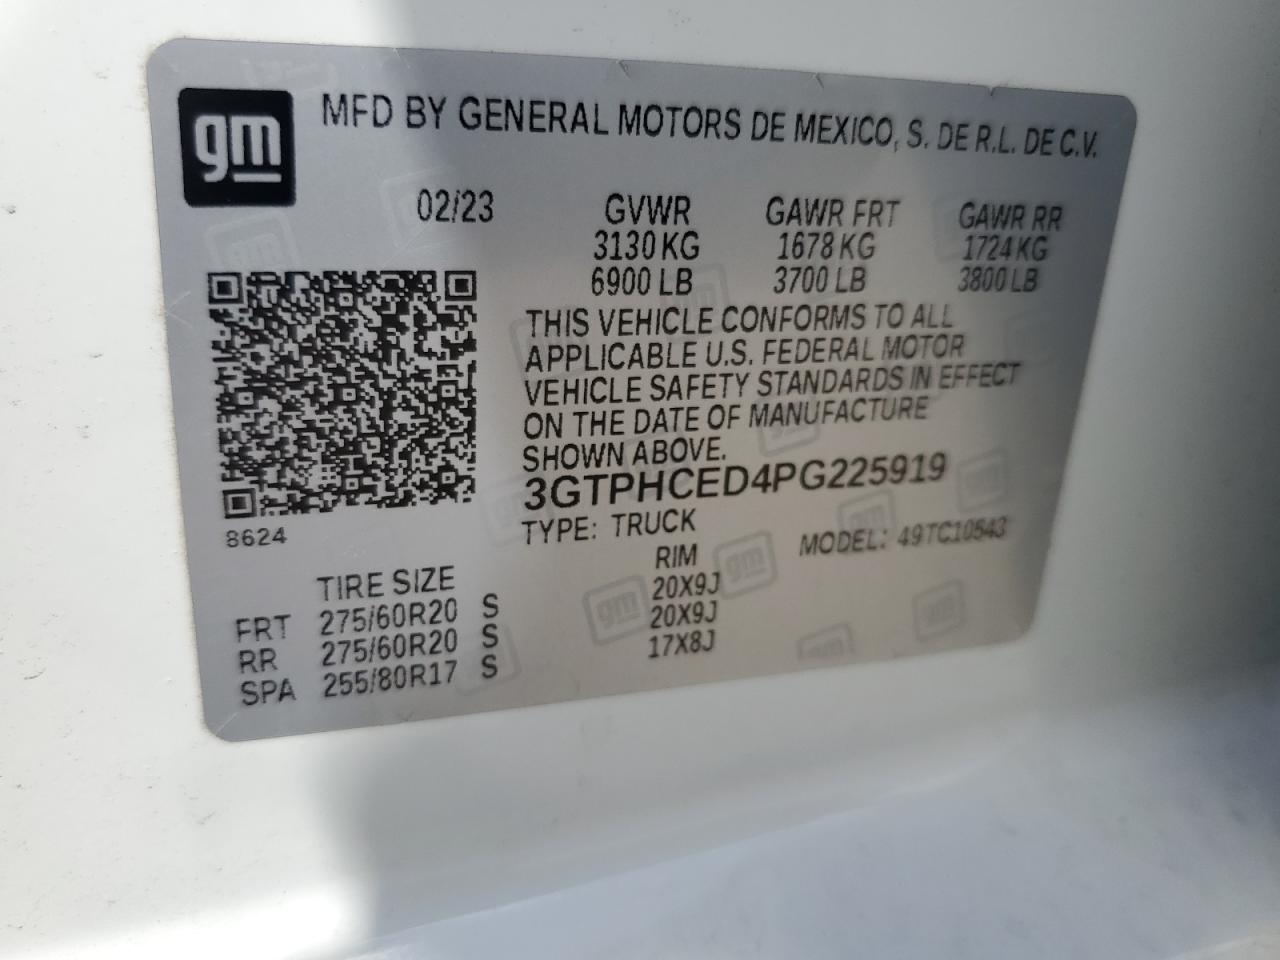 gm MFD BY GENERAL MOTORS DE MEXICO, S. DE R.L. DE C.V.
02/23 GVWR GAWR FRT GAWR RR
3130 KG 1678 KG 1724 KG
6900 LB 3700 LB 3800 LB
THIS VEHICLE CONFORMS TO ALL
APPLICABLE U.S. FEDERAL MOTOR
VEHICLE SAFETY STANDARDS IN EFFECT
ON THE DATE OF MANUFACTURE
SHOWN ABOVE.
3GTPHCED4PG225919
8624
TYPE: TRUCK MODEL: 49TC10543
TIRE SIZE RIM
FRT 275/60R20 S 20X9J
RR 275/60R20 S 20X9J
SPA 255/80R17 S 17X8J